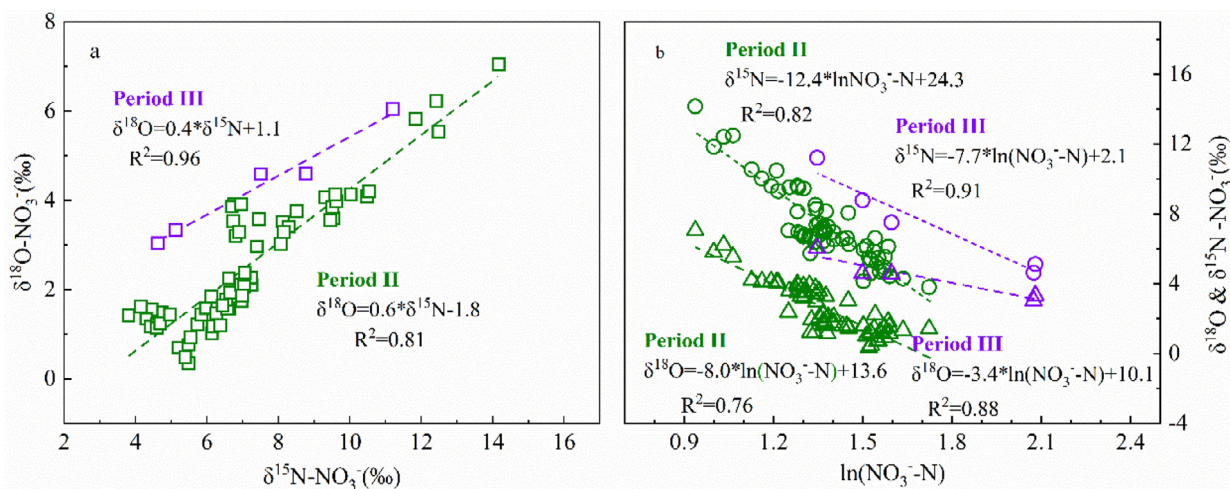 a
Period III
δ¹⁸O=0.4*δ¹⁵N+1.1
R²=0.96
Period II
δ¹⁸O=0.6*δ¹⁵N-1.8
R²=0.81
8
6
4
2
0
δ¹⁸O-NO₃⁻(‰)
2 4 6 8 10 12 14 16
δ¹⁵N-NO₃⁻(‰)
b
Period II
δ¹⁵N=-12.4*lnNO₃⁻-N+24.3
R²=0.82
Period III
δ¹⁵N=-7.7*ln(NO₃⁻-N)+2.1
R²=0.91
Period II
δ¹⁸O=-8.0*ln(NO₃⁻-N)+13.6
R²=0.76
Period III
δ¹⁸O=-3.4*ln(NO₃⁻-N)+10.1
R²=0.88
16
12
8
4
0
-4
δ¹⁸O & δ¹⁵N -NO₃⁻(‰)
0.9 1.2 1.5 1.8 2.1 2.4
ln(NO₃⁻-N)